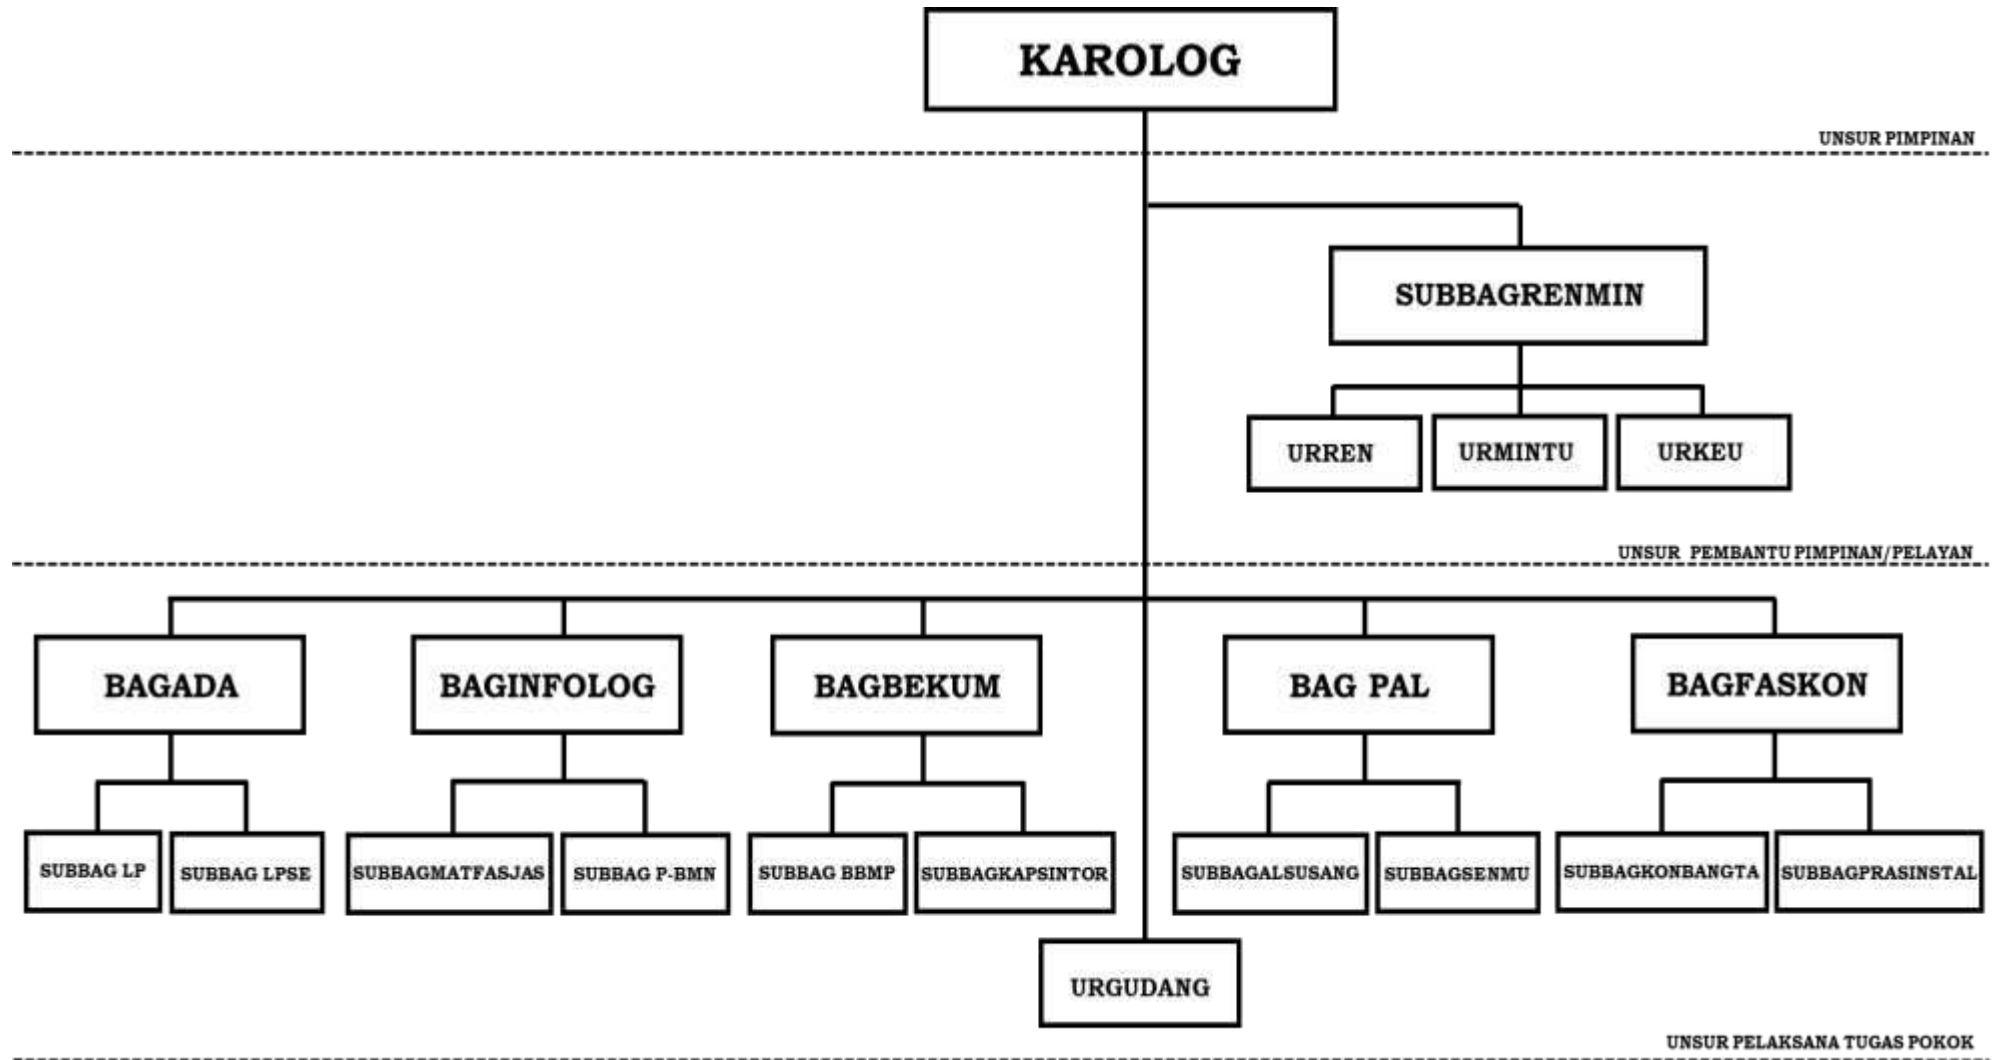 KAROLOG
UNSUR PIMPINAN
SUBBAGRENMIN
URREN
URMINTU
URKEU
UNSUR PEMBANTU PIMPINAN/PELAYAN
BAGADA
BAGINFOLOG
BAGBEKUM
BAG PAL
BAGFASKON
SUBBAG LP
SUBBAG LPSE
SUBBAGMATFASJAS
SUBBAG P-BMN
SUBBAG BBMP
SUBBAGKAPSINTOR
SUBBAGALSUSANG
SUBBAGSENMU
SUBBAGKONBANGTA
SUBBAGPRASINSTAL
URGUDANG
UNSUR PELAKSANA TUGAS POKOK